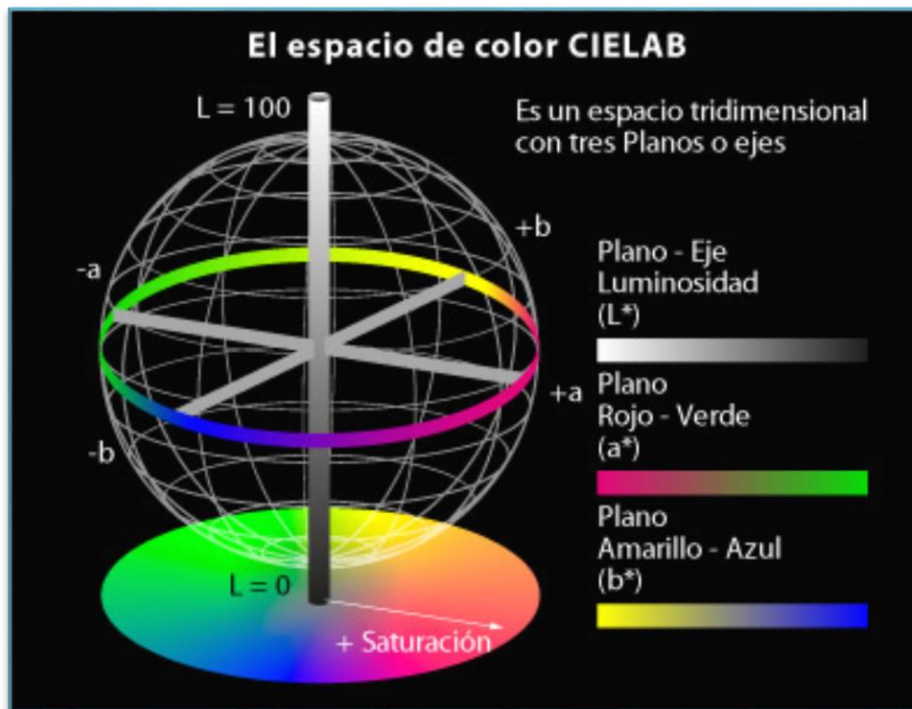 El espacio de color CIELAB
L = 100
Es un espacio tridimensional
con tres Planos o ejes
+b
-a
Plano - Eje
Luminosidad
(L*)
Plano
Rojo - Verde
(a*)
+a
-b
Plano
Amarillo - Azul
(b*)
L = 0
+ Saturación